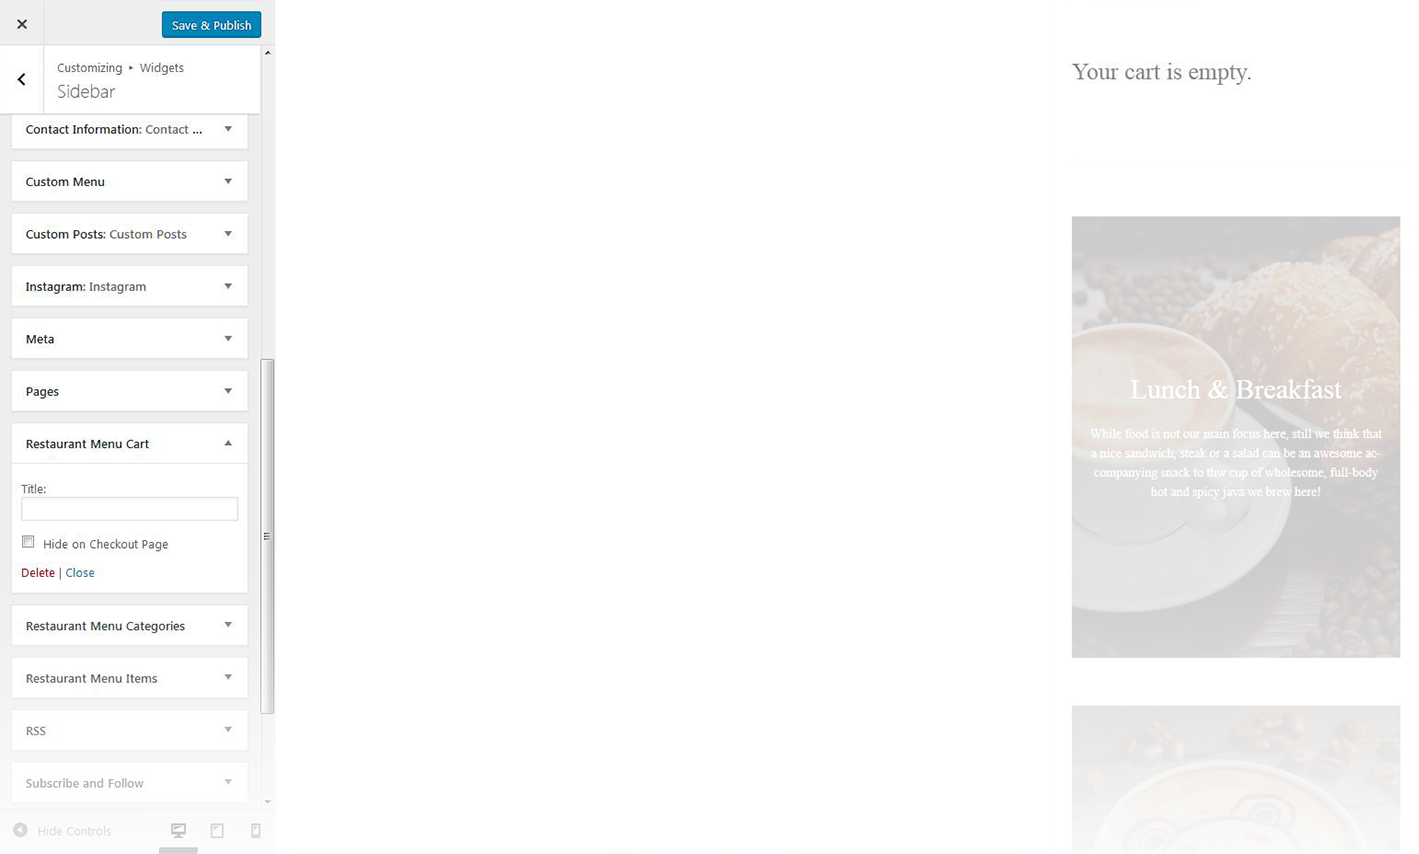 Save & Publish
Customizing ▸ Widgets
Sidebar
Contact Information: Contact ...
Custom Menu
Custom Posts: Custom Posts
Instagram: Instagram
Meta
Pages
Restaurant Menu Cart
Title:
Hide on Checkout Page
Delete | Close
Restaurant Menu Categories
Restaurant Menu Items
RSS
Subscribe and Follow
Hide Controls
Your cart is empty.
Lunch & Breakfast
While food is not our main focus here, still we think that
a nice sandwich, steak or a salad can be an awesome ac-
companying snack to thw cup of wholesome, full-body
hot and spicy java we brew here!